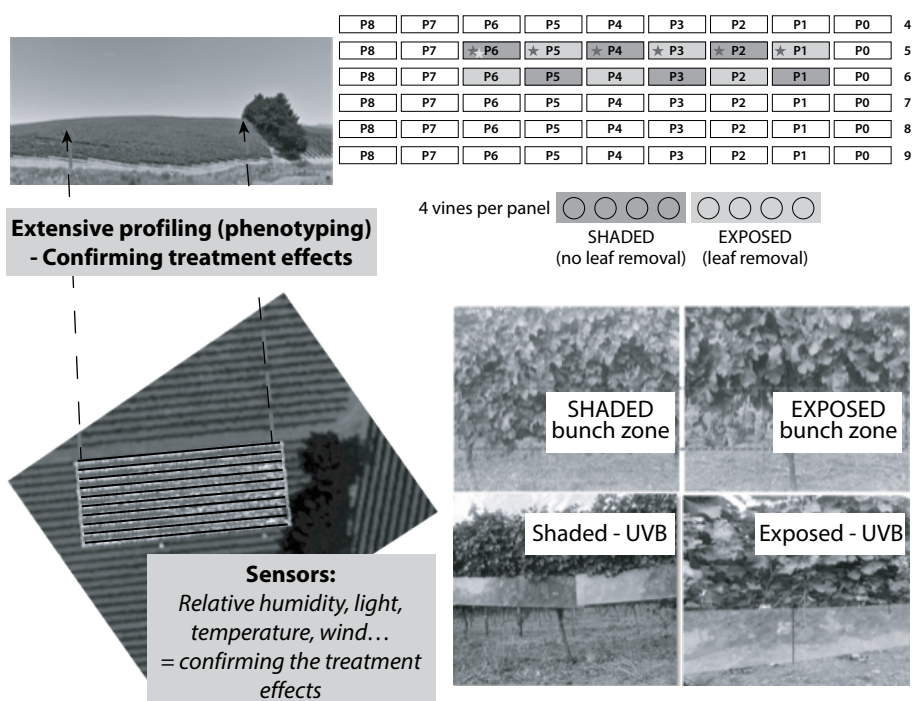 P8 P7 P6 P5 P4 P3 P2 P1 P0 4
P8 P7 P6 P5 P4 P3 P2 P1 P0 5
P8 P7 P6 P5 P4 P3 P2 P1 P0 6
P8 P7 P6 P5 P4 P3 P2 P1 P0 7
P8 P7 P6 P5 P4 P3 P2 P1 P0 8
P8 P7 P6 P5 P4 P3 P2 P1 P0 9
4 vines per panel
SHADED
(no leaf removal)
EXPOSED
(leaf removal)
Extensive profiling (phenotyping)
- Confirming treatment effects
SHADED
bunch zone
EXPOSED
bunch zone
Shaded - UVB
Exposed - UVB
Sensors:
Relative humidity, light,
temperature, wind…
= confirming the treatment
effects